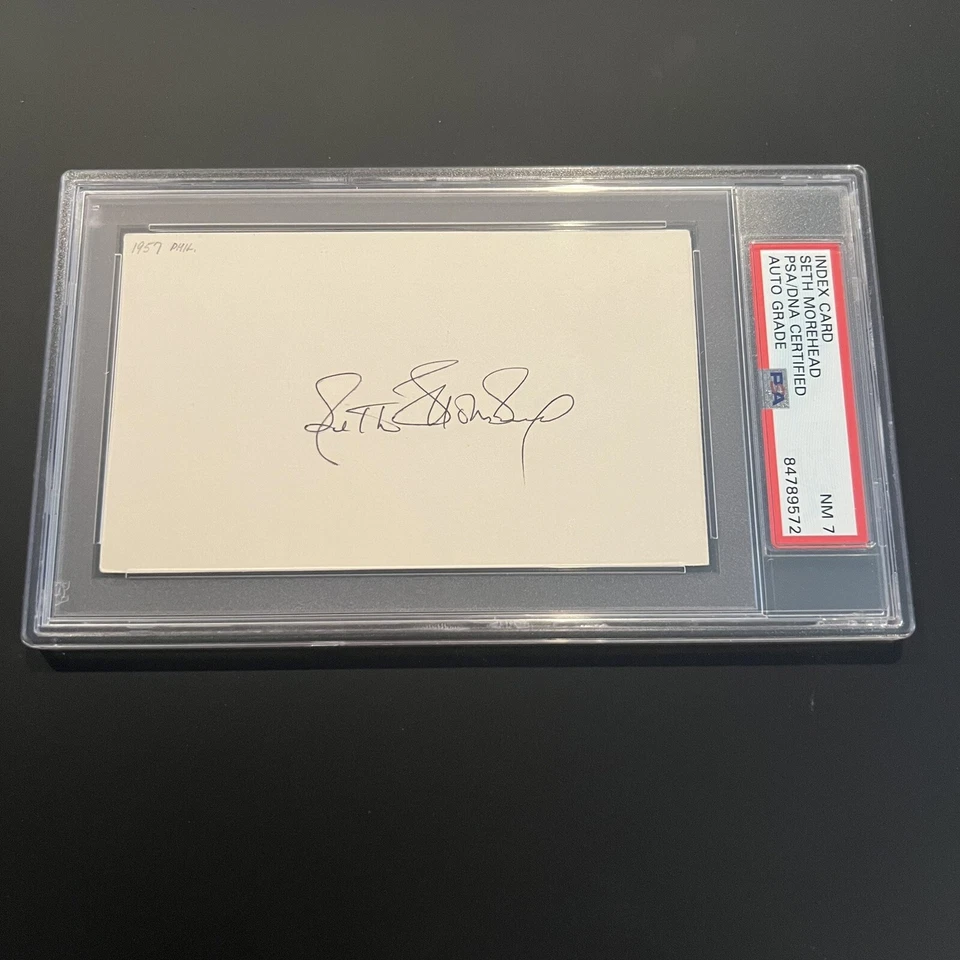 1957 PHIL.
INDEX CARD
SETH MOREHEAD
PSA/DNA CERTIFIED
AUTO GRADE
PSA
NM 7
84789572